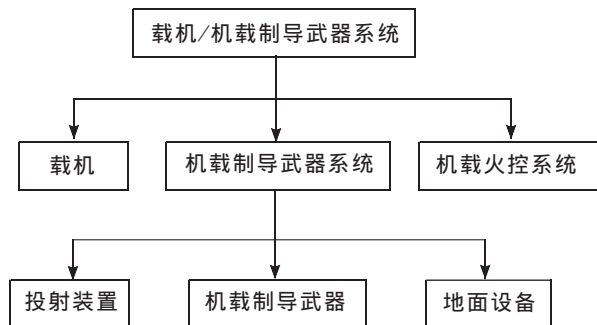 载机/机载制导武器系统
载机
机载制导武器系统
机载火控系统
投射装置
机载制导武器
地面设备